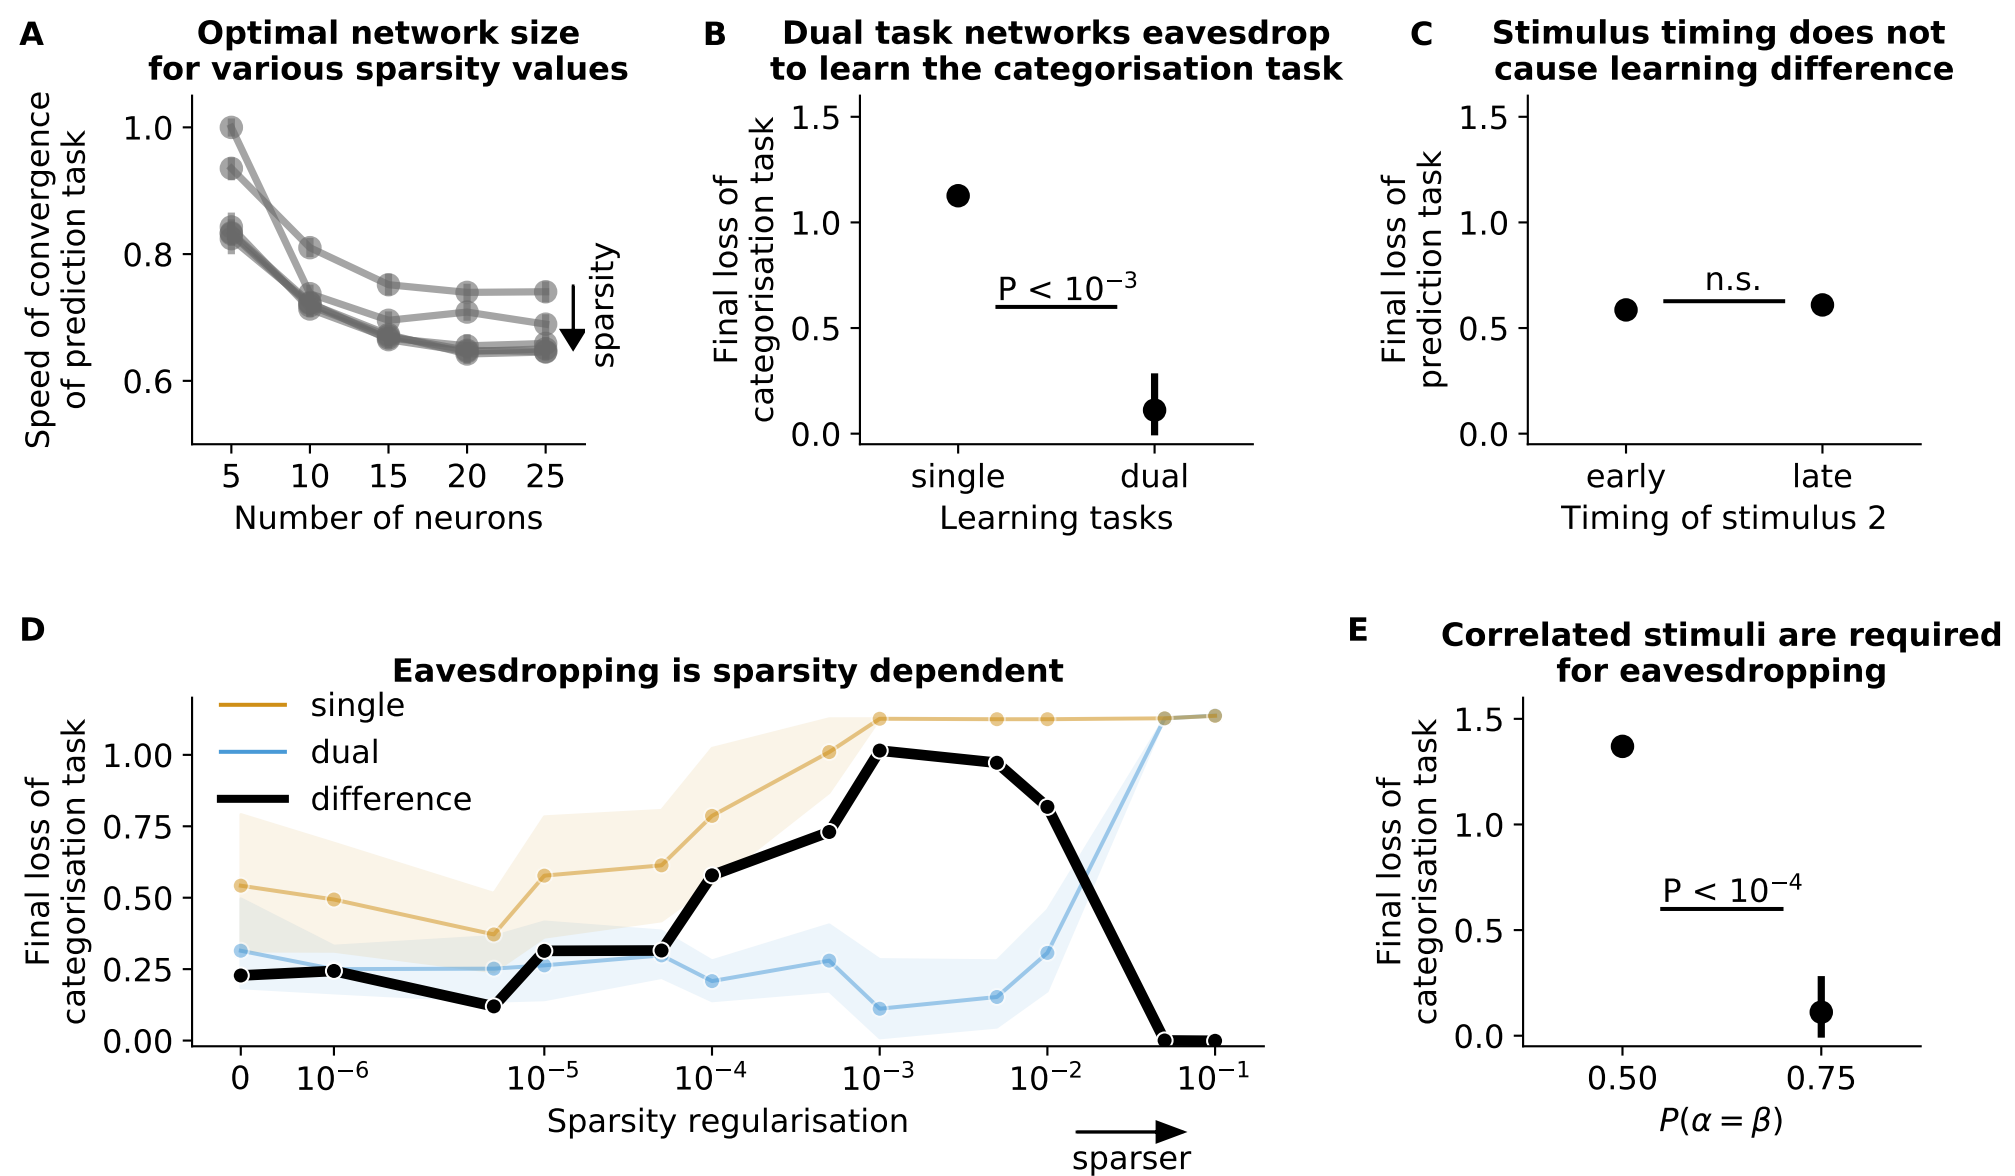 A
Optimal network size
for various sparsity values
Speed of convergence
of prediction task
1.0
0.8
0.6
sparsity
5 10 15 20 25
Number of neurons
B
Dual task networks eavesdrop
to learn the categorisation task
Final loss of
categorisation task
1.5
1.0
0.5
0.0
P < 10⁻³
single dual
Learning tasks
C
Stimulus timing does not
cause learning difference
Final loss of
prediction task
1.5
1.0
0.5
0.0
n.s.
early late
Timing of stimulus 2
D
Eavesdropping is sparsity dependent
single
dual
difference
Final loss of
categorisation task
1.00
0.75
0.50
0.25
0.00
0 10⁻⁶ 10⁻⁵ 10⁻⁴ 10⁻³ 10⁻² 10⁻¹
Sparsity regularisation
sparser
E
Correlated stimuli are required
for eavesdropping
Final loss of
categorisation task
1.5
1.0
0.5
0.0
P < 10⁻⁴
0.50 0.75
P(α = β)